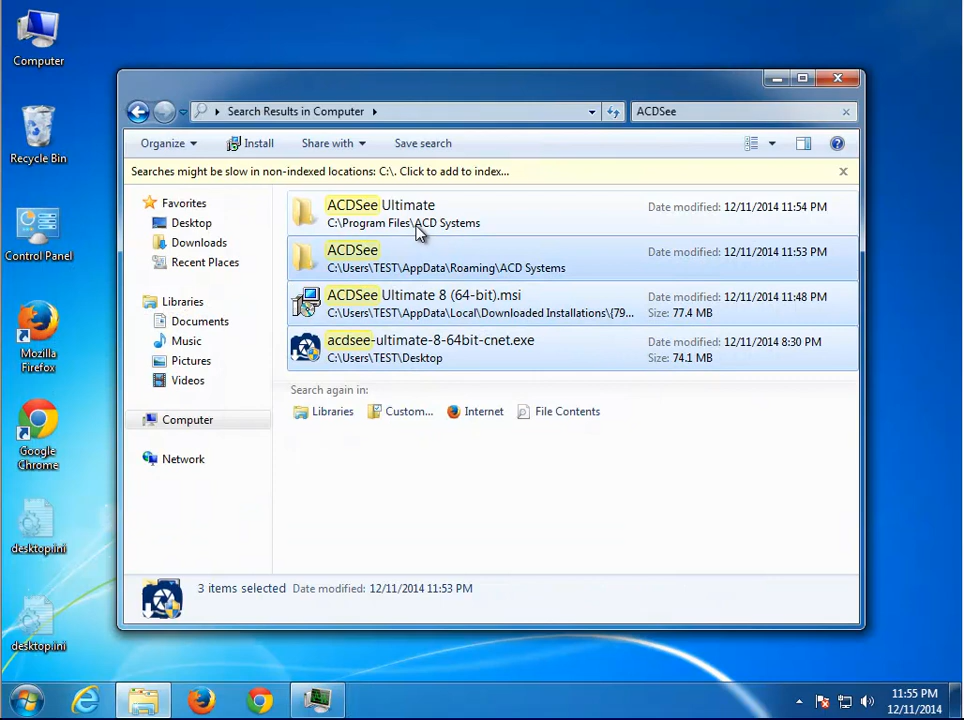 Computer
Recycle Bin
Control Panel
Mozilla
Firefox
Google
Chrome
desktop.ini
desktop.ini
Search Results in Computer
ACDSee
Organize
Install
Share with
Save search
Searches might be slow in non-indexed locations: C:\. Click to add to index...
Favorites
Desktop
Downloads
Recent Places
Libraries
Documents
Music
Pictures
Videos
Computer
Network
ACDSee Ultimate
C:\Program Files\ACD Systems
Date modified: 12/11/2014 11:54 PM
ACDSee
C:\Users\TEST\AppData\Roaming\ACD Systems
Date modified: 12/11/2014 11:53 PM
ACDSee Ultimate 8 (64-bit).msi
C:\Users\TEST\AppData\Local\Downloaded Installations\{79...
Date modified: 12/11/2014 11:48 PM
Size: 77.4 MB
acdsee-ultimate-8-64bit-cnet.exe
C:\Users\TEST\Desktop
Date modified: 12/11/2014 8:30 PM
Size: 74.1 MB
Search again in:
Libraries
Custom...
Internet
File Contents
3 items selected
Date modified: 12/11/2014 11:53 PM
11:55 PM
12/11/2014